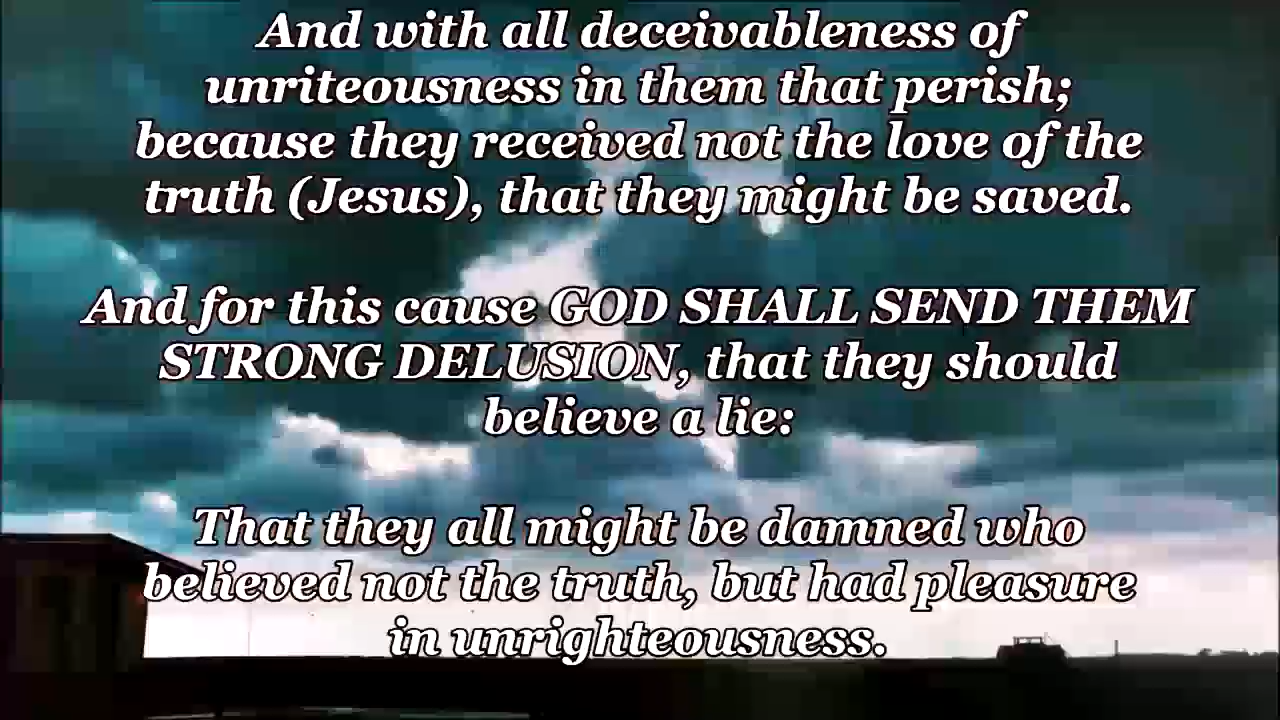 And with all deceivableness of
unriteousness in them that perish;
because they received not the love of the
truth (Jesus), that they might be saved.
And for this cause GOD SHALL SEND THEM
STRONG DELUSION, that they should
believe a lie:
That they all might be damned who
believed not the truth, but had pleasure
in unrighteousness.